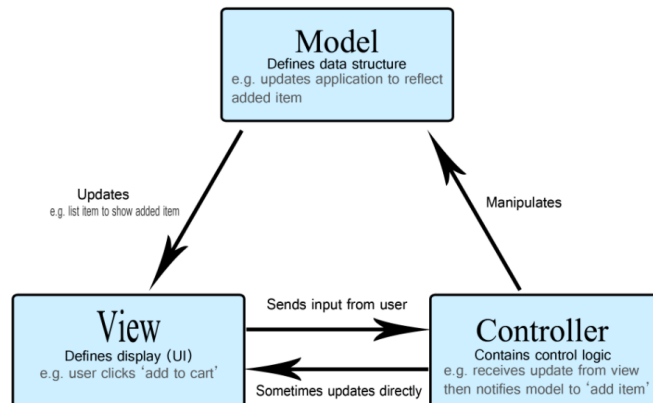 Model
Defines data structure
e.g. updates application to reflect
added item
Updates
e.g. list item to show added item
Manipulates
Sends input from user
View
Defines display (UI)
e.g. user clicks ‘add to cart’
Controller
Contains control logic
e.g. receives update from view
then notifies model to ‘add item’
Sometimes updates directly